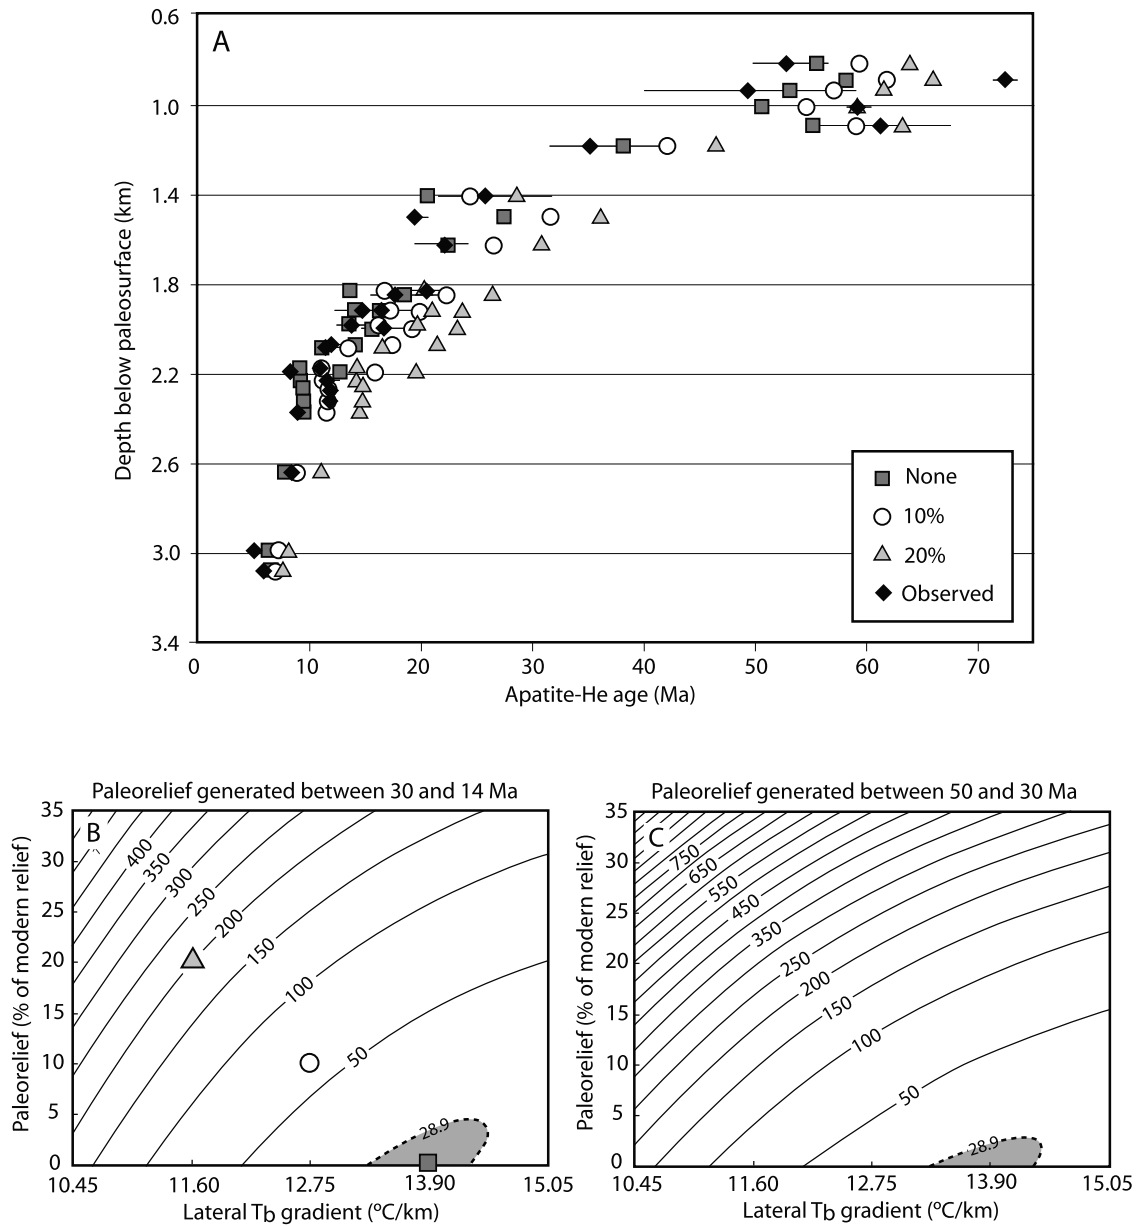 A
0.6
1.0
1.4
1.8
2.2
2.6
3.0
3.4
Depth below paleosurface (km)
None
10%
20%
Observed
0 10 20 30 40 50 60 70
Apatite-He age (Ma)
Paleorelief generated between 30 and 14 Ma
B
35
30
25
20
15
10
5
0
Paleorelief (% of modern relief)
400
350
300
250
200
150
100
50
28.9
10.45 11.60 12.75 13.90 15.05
Lateral Tb gradient (ºC/km)
Paleorelief generated between 50 and 30 Ma
C
35
30
25
20
15
10
5
0
Paleorelief (% of modern relief)
750
650
550
450
350
250
200
150
100
50
28.9
10.45 11.60 12.75 13.90 15.05
Lateral Tb gradient (ºC/km)